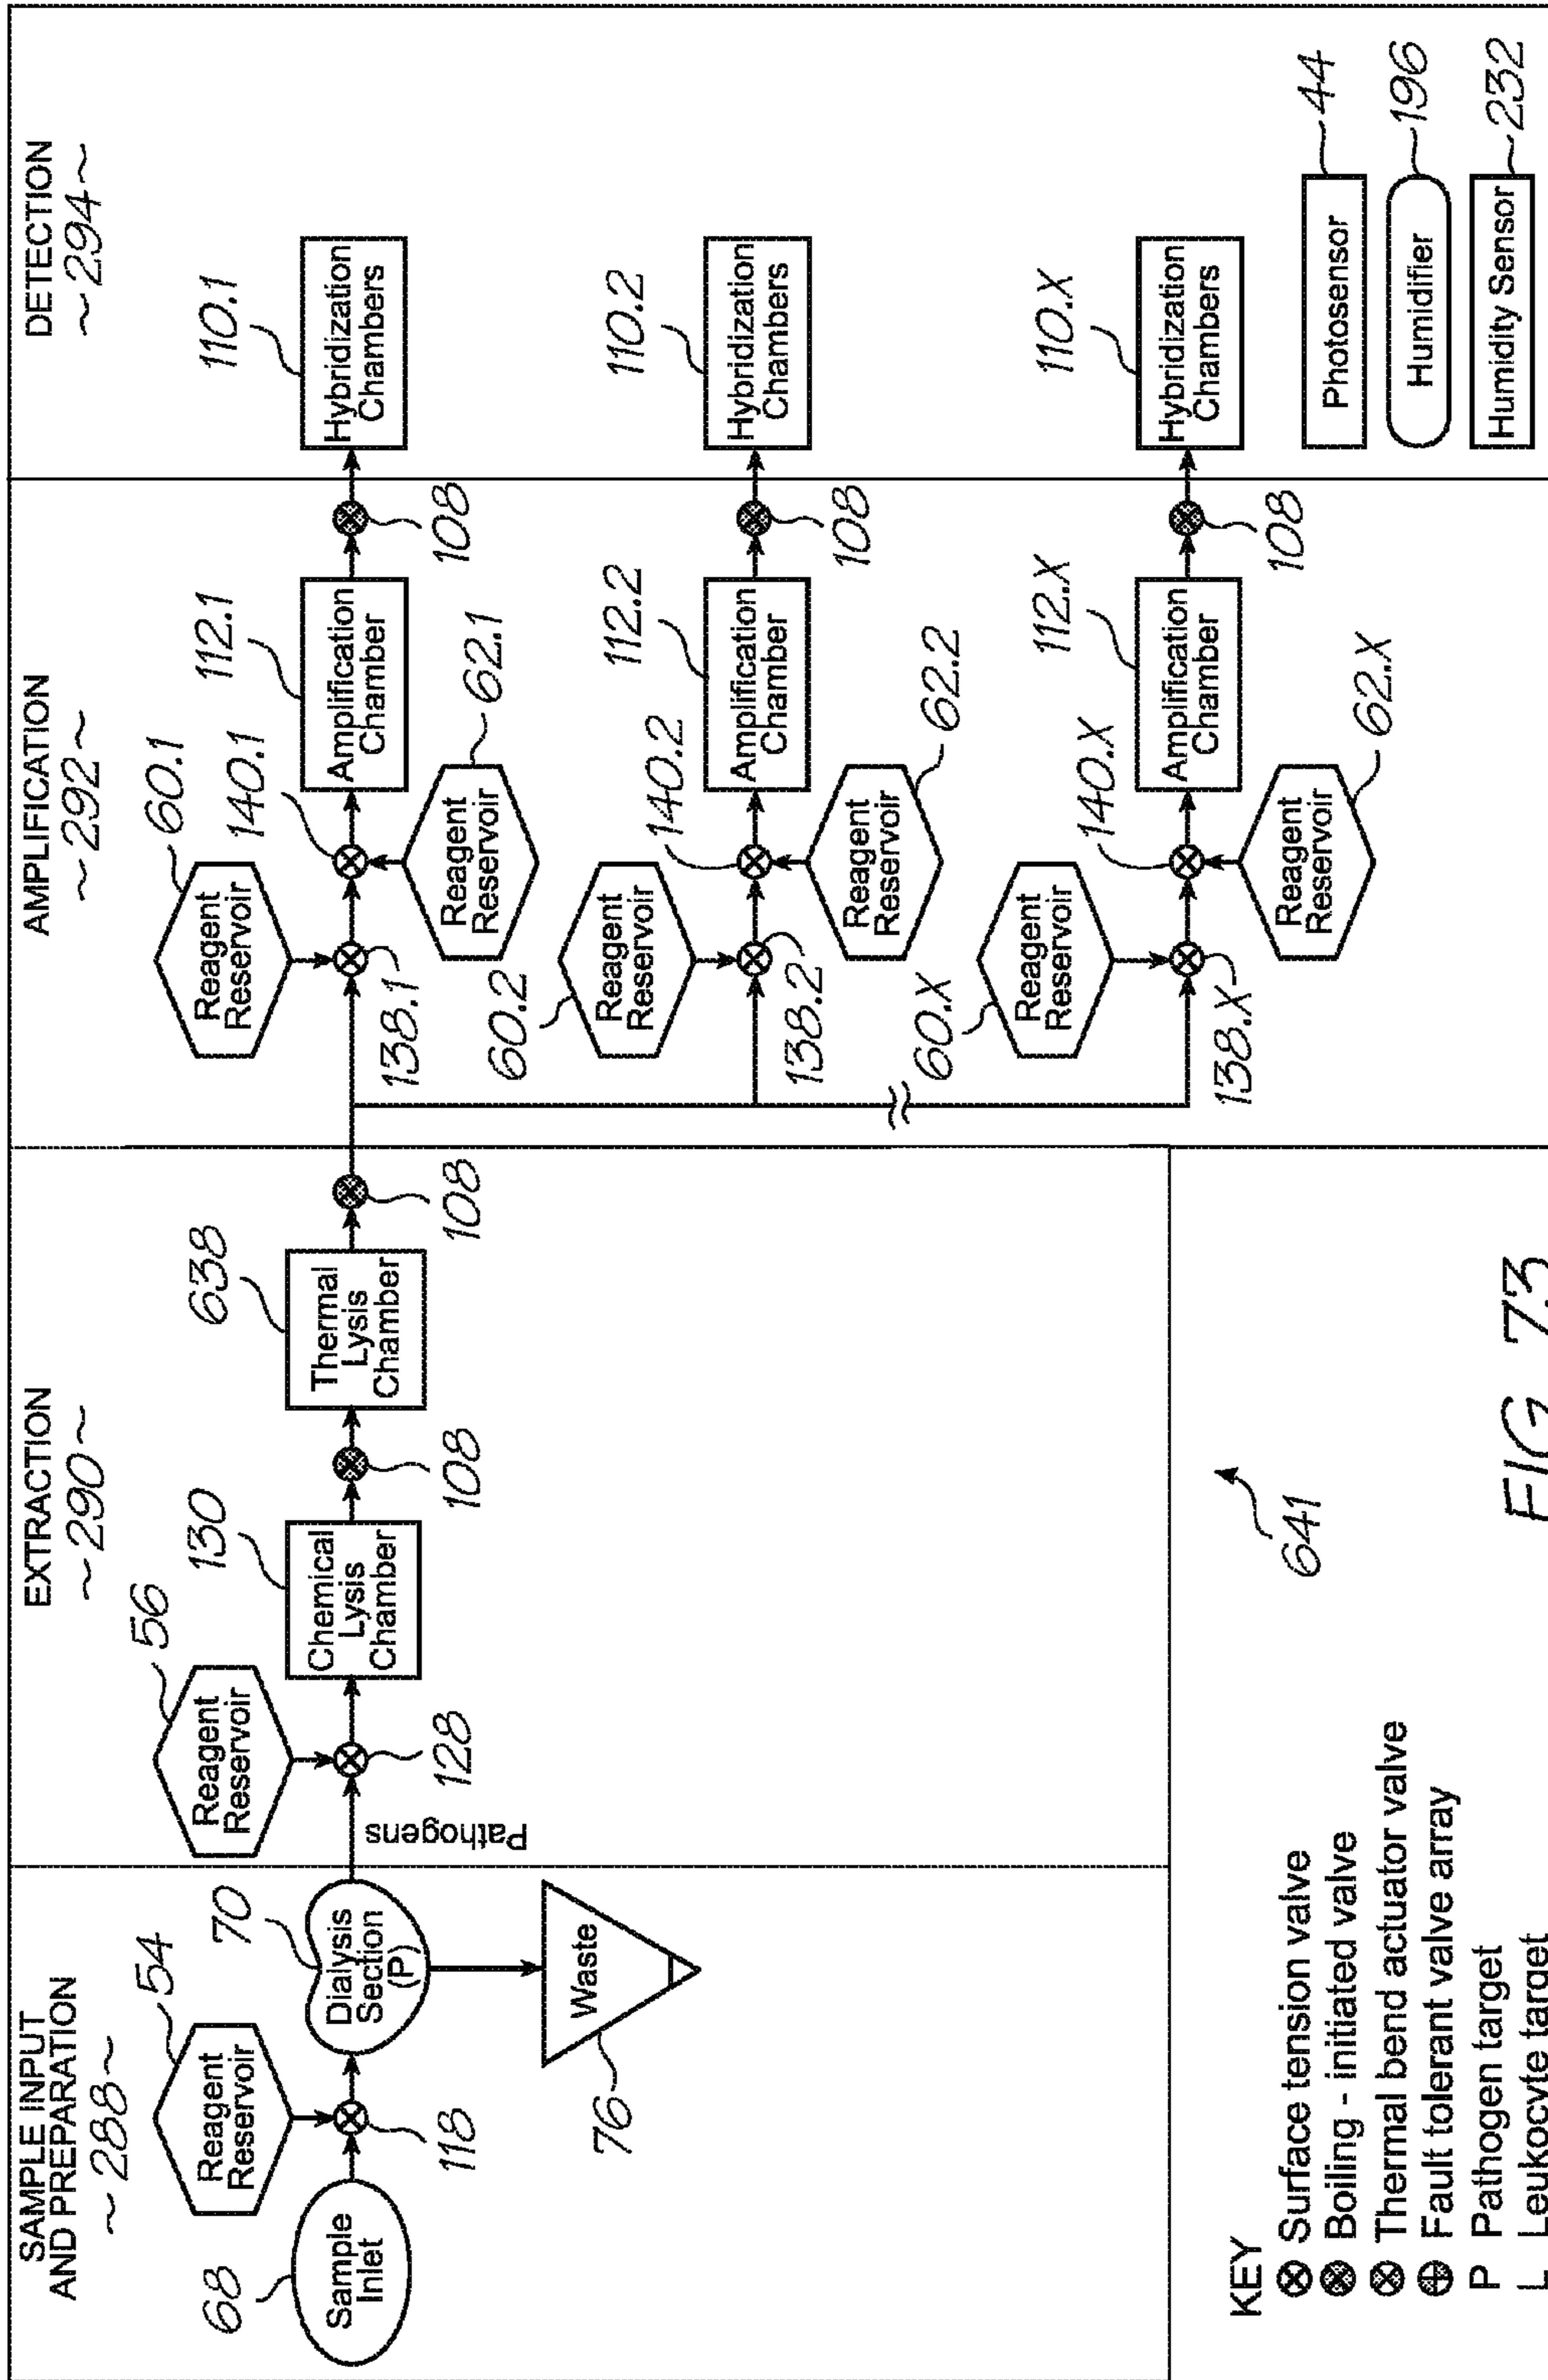 SAMPLE INPUT
AND PREPARATION
~288~
EXTRACTION
~290~
AMPLIFICATION
~292~
DETECTION
~294~
68
Sample
Inlet
54
Reagent
Reservoir
118
70
Dialysis
Section
(P)
76
Waste
Pathogens
56
Reagent
Reservoir
128
130
Chemical
Lysis
Chamber
108
638
Thermal
Lysis
Chamber
108
60.1
Reagent
Reservoir
138.1
140.1
Reagent
Reservoir
62.1
112.1
Amplification
Chamber
108
110.1
Hybridization
Chambers
60.2
Reagent
Reservoir
138.2
140.2
Reagent
Reservoir
62.2
112.2
Amplification
Chamber
108
110.2
Hybridization
Chambers
60.X
Reagent
Reservoir
138.X
140.X
Reagent
Reservoir
62.X
112.X
Amplification
Chamber
108
110.X
Hybridization
Chambers
Photosensor
44
Humidifier
196
Humidity Sensor
232
KEY
Surface tension valve
Boiling - initiated valve
Thermal bend actuator valve
Fault tolerant valve array
P Pathogen target
L Leukocyte target
641
FIG. 73